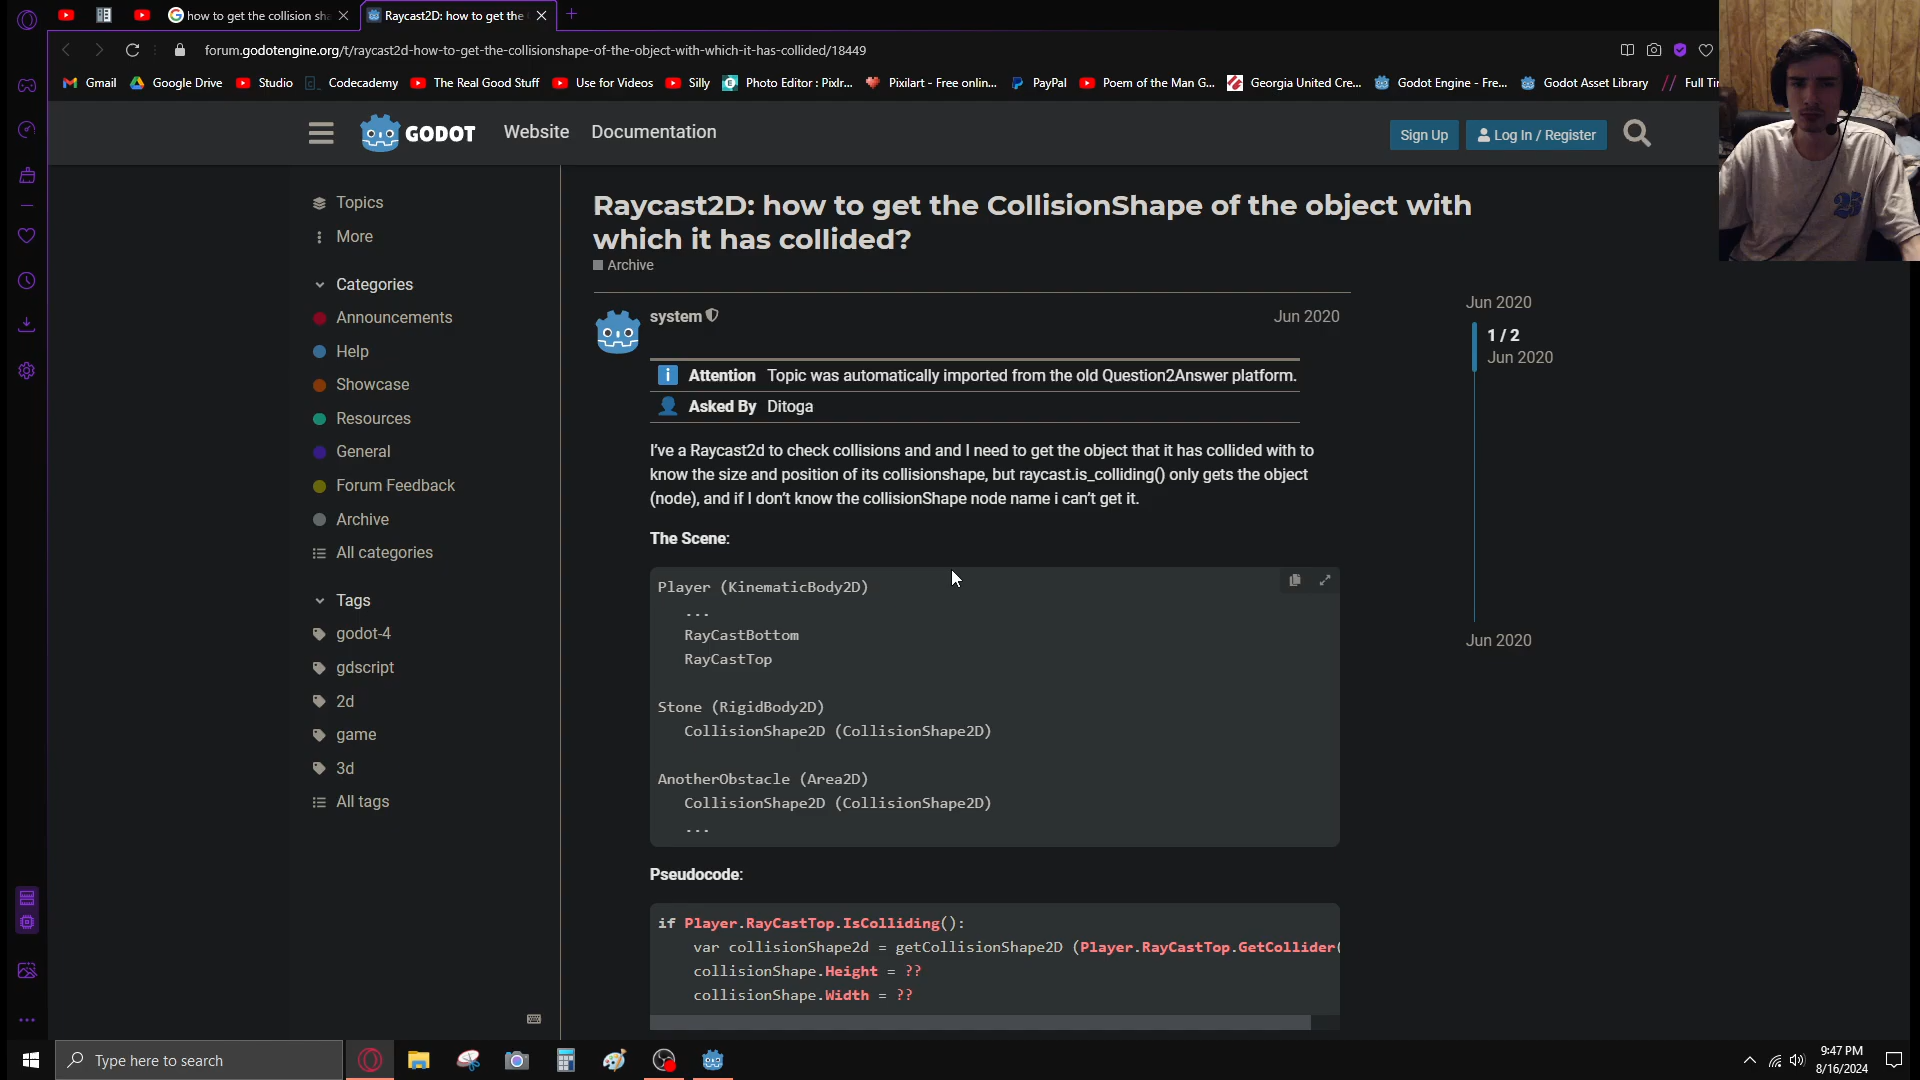 how to get the collision sha
Raycast2D: how to get the
forum.godotengine.org/t/raycast2d-how-to-get-the-collisionshape-of-the-object-with-which-it-has-collided/18449
Gmail
Google Drive
Studio
Codecademy
The Real Good Stuff
Use for Videos
Silly
Photo Editor : Pixlr...
Pixilart - Free onlin...
PayPal
Poem of the Man G...
Georgia United Cre...
Godot Engine - Fre...
Godot Asset Library
Full Tir
GODOT
Website
Documentation
Sign Up
Log In / Register
Topics
More
Categories
Announcements
Help
Showcase
Resources
General
Forum Feedback
Archive
All categories
Tags
godot-4
gdscript
2d
game
3d
All tags
Raycast2D: how to get the CollisionShape of the object with
which it has collided?
Archive
system
Jun 2020
Attention Topic was automatically imported from the old Question2Answer platform.
Asked By Ditoga
I've a Raycast2d to check collisions and and I need to get the object that it has collided with to
know the size and position of its collisionshape, but raycast.is_colliding() only gets the object
(node), and if I don't know the collisionShape node name i can't get it.
The Scene:
Player (KinematicBody2D)
...
RayCastBottom
RayCastTop
Stone (RigidBody2D)
CollisionShape2D (CollisionShape2D)
AnotherObstacle (Area2D)
CollisionShape2D (CollisionShape2D)
...
Pseudocode:
if Player.RayCastTop.IsColliding():
var collisionShape2d = getCollisionShape2D (Player.RayCastTop.GetCollider(
collisionShape.Height = ??
collisionShape.Width = ??
Jun 2020
1 / 2
Jun 2020
Jun 2020
25
Type here to search
9:47 PM
8/16/2024